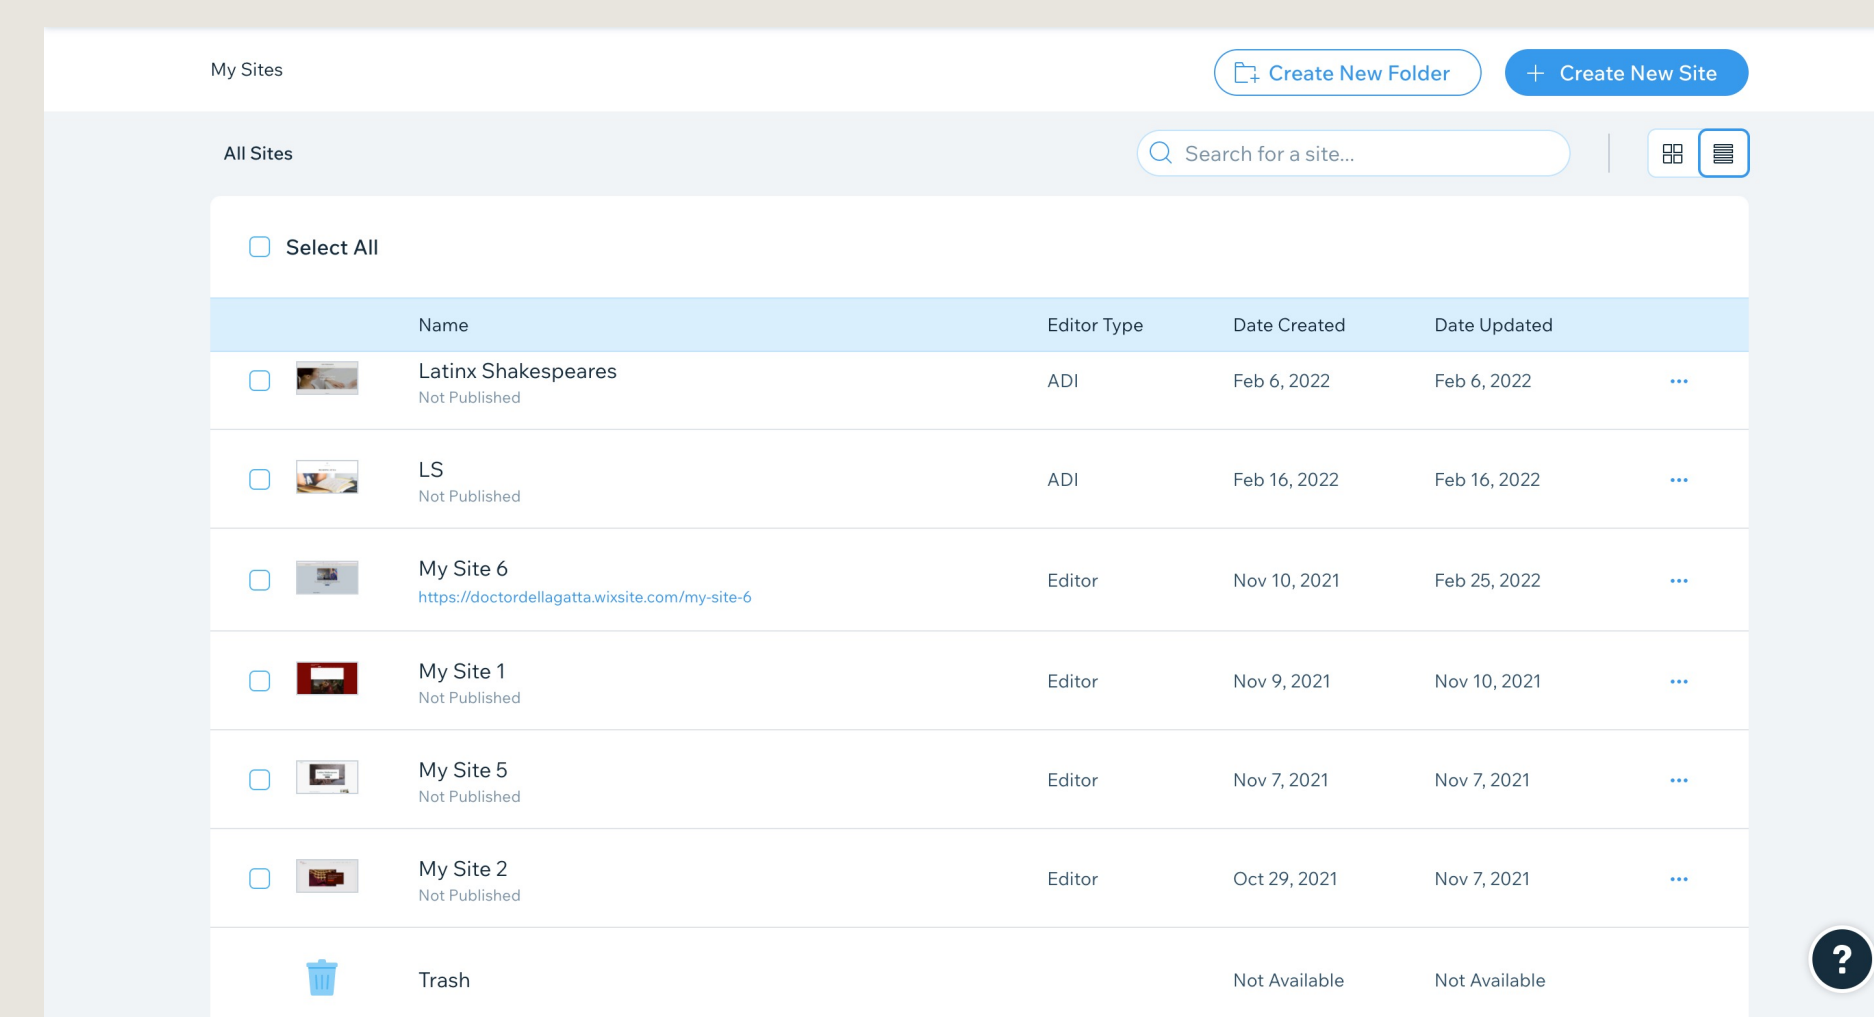 My Sites
Create New Folder
+ Create New Site
All Sites
Search for a site...
Select All
Name Editor Type Date Created Date Updated
Latinx Shakespeares
Not Published
ADI Feb 6, 2022 Feb 6, 2022 ...
LS
Not Published
ADI Feb 16, 2022 Feb 16, 2022 ...
My Site 6
https://doctordellagatta.wixsite.com/my-site-6
Editor Nov 10, 2021 Feb 25, 2022 ...
My Site 1
Not Published
Editor Nov 9, 2021 Nov 10, 2021 ...
My Site 5
Not Published
Editor Nov 7, 2021 Nov 7, 2021 ...
My Site 2
Not Published
Editor Oct 29, 2021 Nov 7, 2021 ...
Trash Not Available Not Available
?